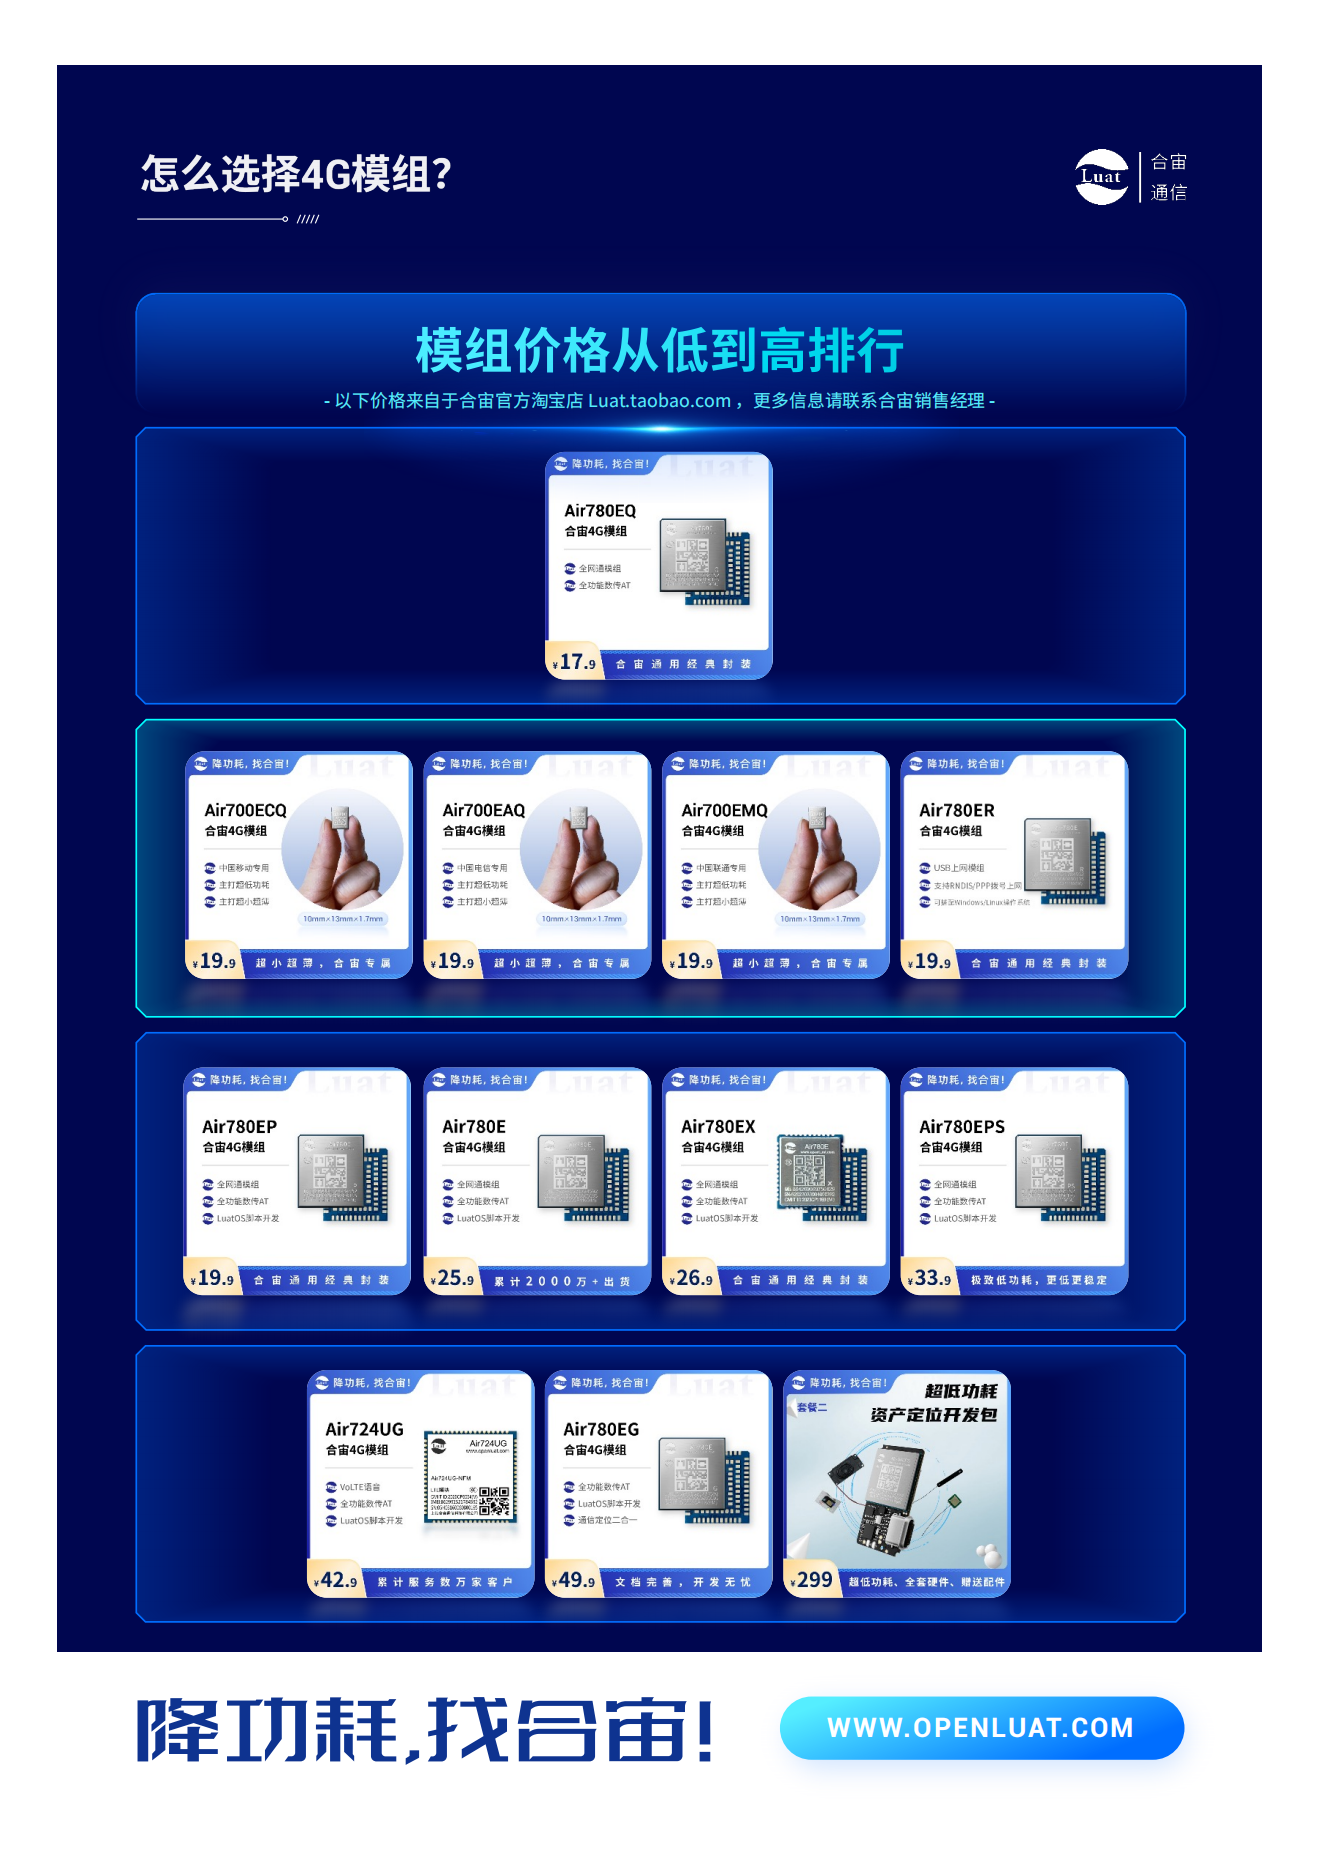 怎么选择4G模组?
Luat
合宙
通信
模组价格从低到高排行
- 以下价格来自于合宙官方淘宝店 Luat.taobao.com ，更多信息请联系合宙销售经理 -
降功耗, 找合宙!
Air780EQ
合宙4G模组
全网通模组
全功能数传AT
¥17.9
合宙通用经典封装
降功耗, 找合宙!
Air700ECQ
合宙4G模组
中国移动专用
主打超低功耗
主打超小超薄
10mm×13mm×1.7mm
¥19.9
超小超薄，合宙专属
降功耗, 找合宙!
Air700EAQ
合宙4G模组
中国电信专用
主打超低功耗
主打超小超薄
10mm×13mm×1.7mm
¥19.9
超小超薄，合宙专属
降功耗, 找合宙!
Air700EMQ
合宙4G模组
中国联通专用
主打超低功耗
主打超小超薄
10mm×13mm×1.7mm
¥19.9
超小超薄，合宙专属
降功耗, 找合宙!
Air780ER
合宙4G模组
USB上网模组
支持RNDIS/PPP拨号上网
¥19.9
合宙通用经典封装
降功耗, 找合宙!
Air780EP
合宙4G模组
全网通模组
全功能数传AT
LuatOS脚本开发
¥19.9
合宙通用经典封装
降功耗, 找合宙!
Air780E
合宙4G模组
全网通模组
全功能数传AT
LuatOS脚本开发
¥25.9
累计2000万+出货
降功耗, 找合宙!
Air780EX
合宙4G模组
全网通模组
全功能数传AT
LuatOS脚本开发
Air780E
¥26.9
合宙通用经典封装
降功耗, 找合宙!
Air780EPS
合宙4G模组
全网通模组
全功能数传AT
LuatOS脚本开发
¥33.9
极致低功耗，更低更稳定
降功耗, 找合宙!
Air724UG
合宙4G模组
VoLTE语音
全功能数传AT
LuatOS脚本开发
Air724UG
www.openluat.com
Air724UG-NFM
¥42.9
累计服务数万家客户
降功耗, 找合宙!
Air780EG
合宙4G模组
全功能数传AT
LuatOS脚本开发
通信定位二合一
¥49.9
文档完善，开发无忧
降功耗, 找合宙!
套餐二
超低功耗
资产定位开发包
¥299
超低功耗、全套硬件、赠送配件
降功耗,找合宙!
WWW.OPENLUAT.COM